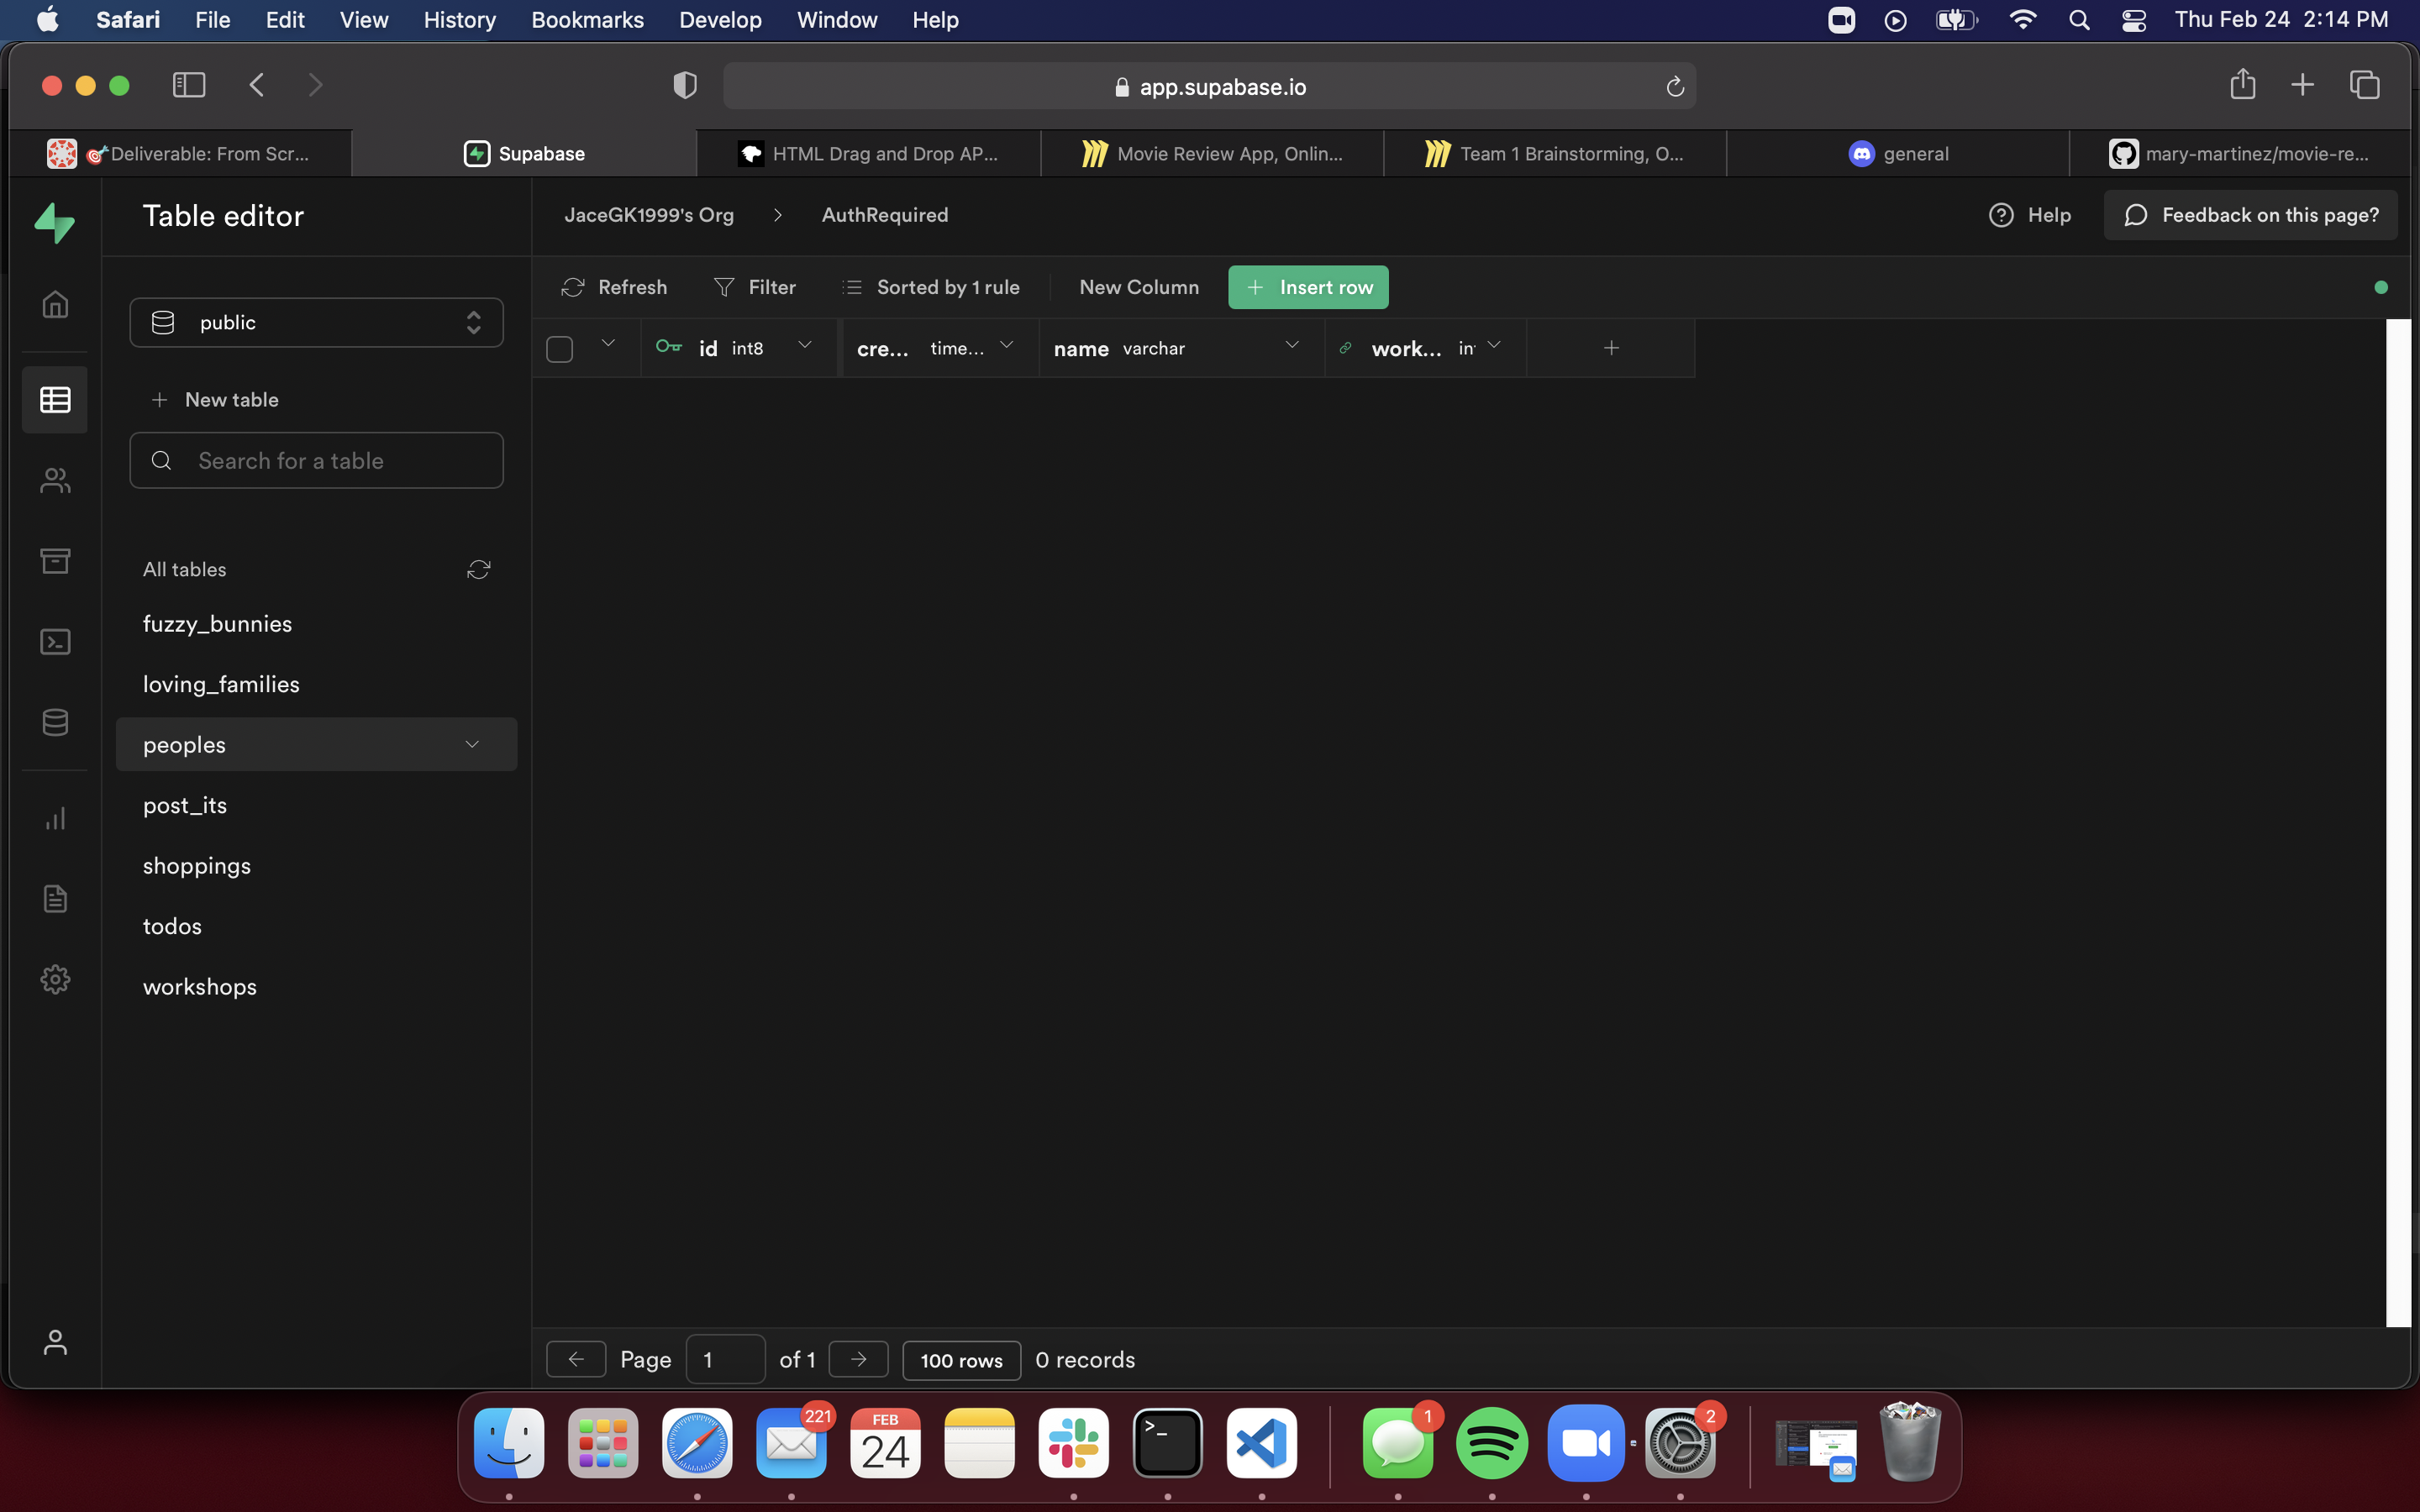 Safari File Edit View History Bookmarks Develop Window Help Thu Feb 24 2:14 PM
app.supabase.io
Deliverable: From Scr... Supabase HTML Drag and Drop AP... Movie Review App, Onlin... Team 1 Brainstorming, O... general mary-martinez/movie-re...
Table editor JaceGK1999's Org > AuthRequired Help Feedback on this page?
Refresh Filter Sorted by 1 rule New Column + Insert row
public
id int8 cre... time... name varchar work... in
+ New table
Search for a table
All tables
fuzzy_bunnies
loving_families
peoples
post_its
shoppings
todos
workshops
Page 1 of 1 100 rows 0 records
221 FEB 24 >_ 1 2